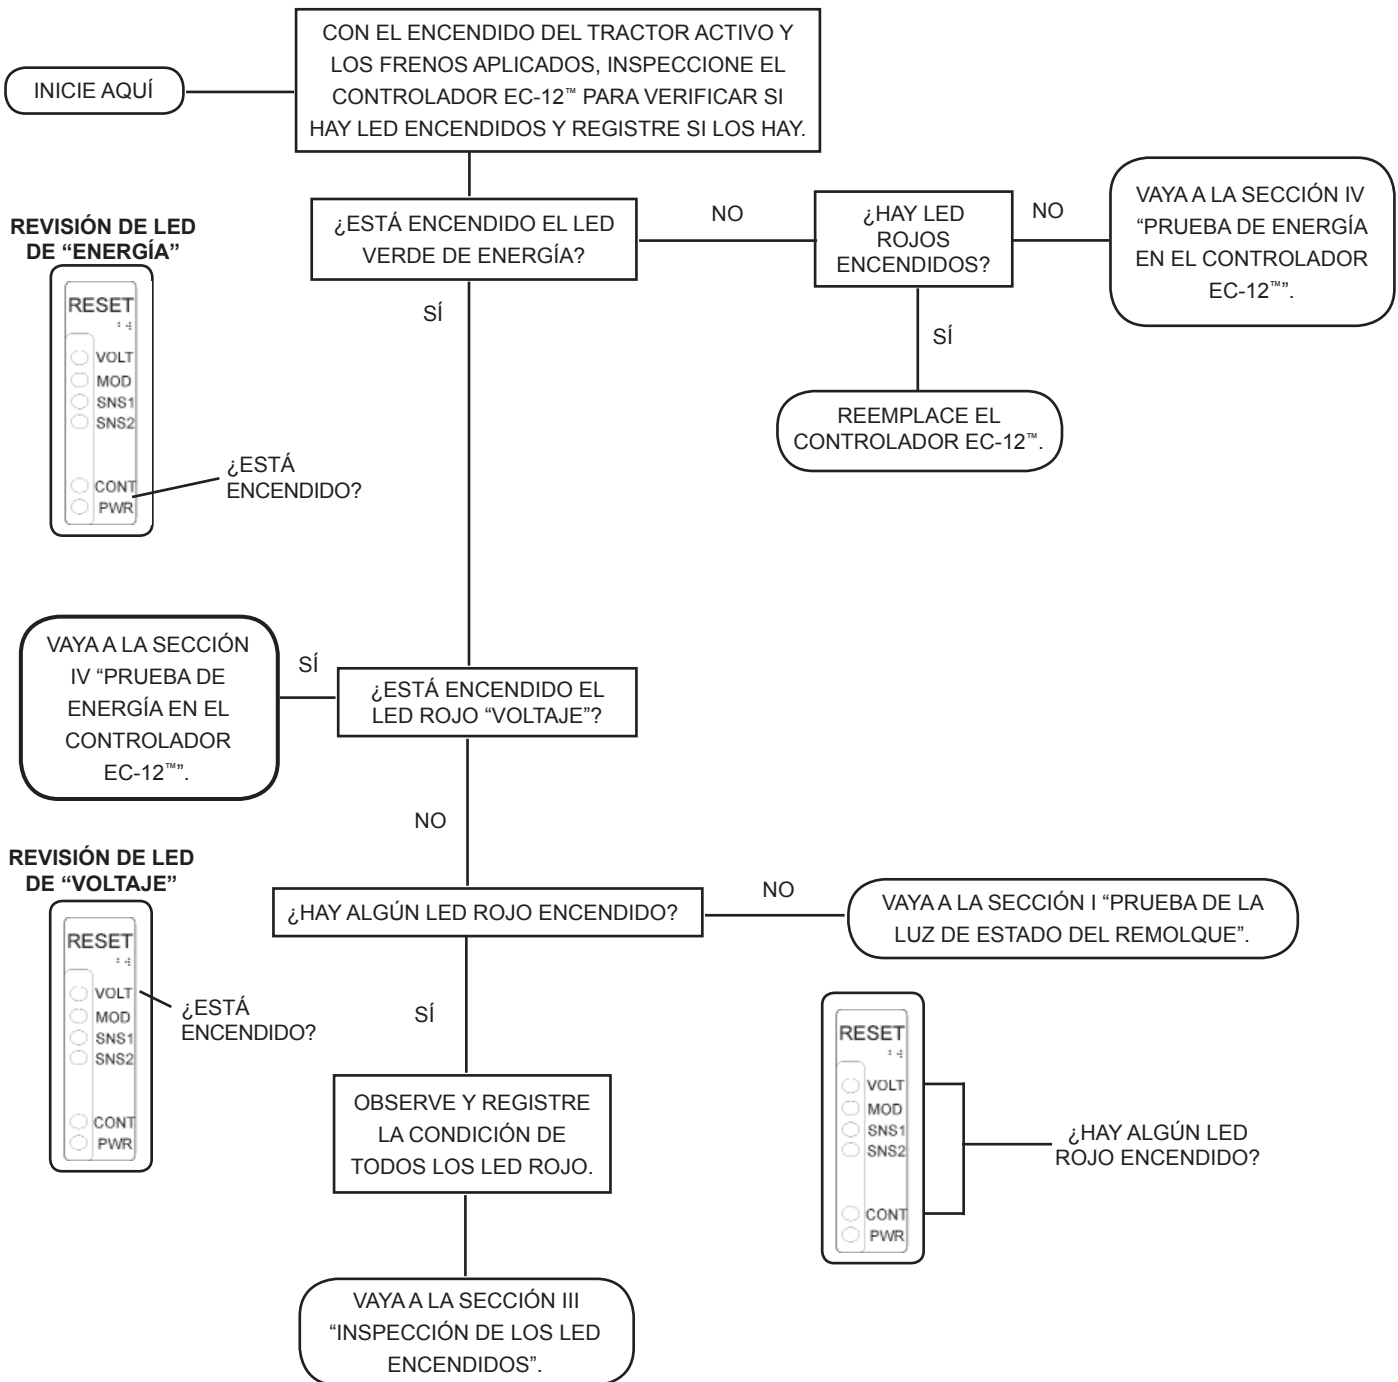 CON EL ENCENDIDO DEL TRACTOR ACTIVO Y
LOS FRENOS APLICADOS, INSPECCIONE EL
CONTROLADOR EC-12™ PARA VERIFICAR SI
HAY LED ENCENDIDOS Y REGISTRE SI LOS HAY.
INICIE AQUÍ
¿ESTÁ ENCENDIDO EL LED
VERDE DE ENERGÍA?
NO
¿HAY LED
ROJOS
ENCENDIDOS?
NO
VAYA A LA SECCIÓN IV
“PRUEBA DE ENERGÍA
EN EL CONTROLADOR
EC-12™”.
REVISIÓN DE LED
DE “ENERGÍA”
RESET
VOLT
MOD
SNS1
SNS2
CONT
PWR
¿ESTÁ
ENCENDIDO?
SÍ
SÍ
REEMPLACE EL
CONTROLADOR EC-12™.
VAYA A LA SECCIÓN
IV “PRUEBA DE
ENERGÍA EN EL
CONTROLADOR
EC-12™”.
SÍ
¿ESTÁ ENCENDIDO EL
LED ROJO “VOLTAJE”?
NO
REVISIÓN DE LED
DE “VOLTAJE”
RESET
VOLT
MOD
SNS1
SNS2
CONT
PWR
¿ESTÁ
ENCENDIDO?
¿HAY ALGÚN LED ROJO ENCENDIDO?
NO
VAYA A LA SECCIÓN I “PRUEBA DE LA
LUZ DE ESTADO DEL REMOLQUE”.
SÍ
OBSERVE Y REGISTRE
LA CONDICIÓN DE
TODOS LOS LED ROJO.
RESET
VOLT
MOD
SNS1
SNS2
CONT
PWR
¿HAY ALGÚN LED
ROJO ENCENDIDO?
VAYA A LA SECCIÓN III
“INSPECCIÓN DE LOS LED
ENCENDIDOS”.